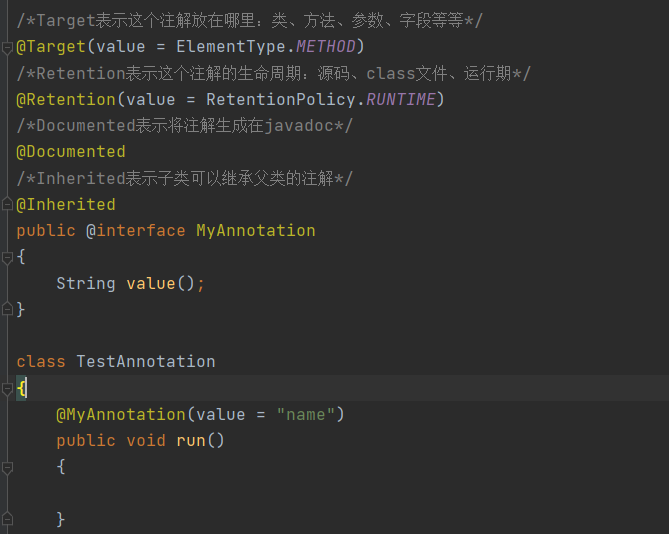 /*Target表示这个注解放在哪里：类、方法、参数、字段等等*/
@Target(value = ElementType.METHOD)
/*Retention表示这个注解的生命周期：源码、class文件、运行期*/
@Retention(value = RetentionPolicy.RUNTIME)
/*Documented表示将注解生成在javadoc*/
@Documented
/*Inherited表示子类可以继承父类的注解*/
@Inherited
public @interface MyAnnotation
{
    String value();
}
class TestAnnotation
{
    @MyAnnotation(value = "name")
    public void run()
    {
    }